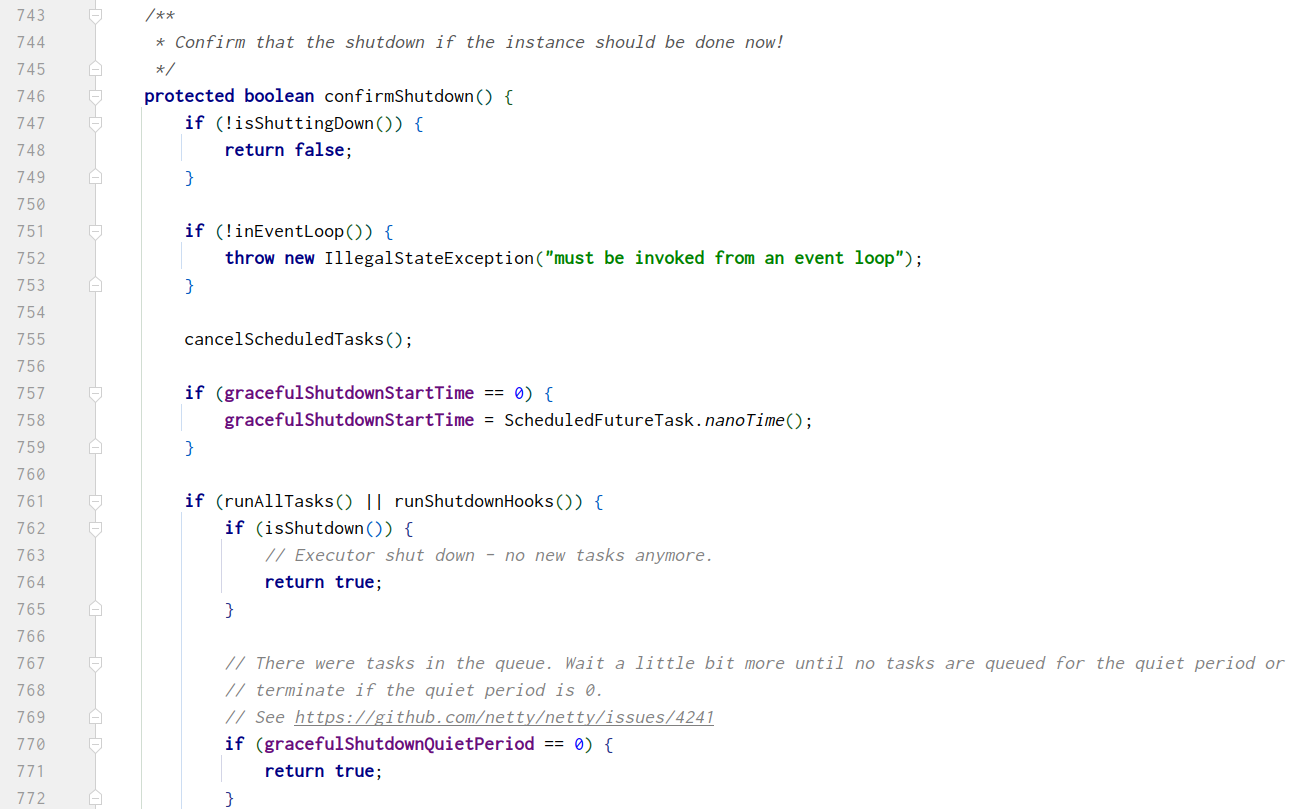 743 /**
744 * Confirm that the shutdown if the instance should be done now!
745 */
746 protected boolean confirmShutdown() {
747 if (!isShuttingDown()) {
748 return false;
749 }
750
751 if (!inEventLoop()) {
752 throw new IllegalStateException("must be invoked from an event loop");
753 }
754
755 cancelScheduledTasks();
756
757 if (gracefulShutdownStartTime == 0) {
758 gracefulShutdownStartTime = ScheduledFutureTask.nanoTime();
759 }
760
761 if (runAllTasks() || runShutdownHooks()) {
762 if (isShutdown()) {
763 // Executor shut down - no new tasks anymore.
764 return true;
765 }
766
767 // There were tasks in the queue. Wait a little bit more until no tasks are queued for the quiet period or
768 // terminate if the quiet period is 0.
769 // See https://github.com/netty/netty/issues/4241
770 if (gracefulShutdownQuietPeriod == 0) {
771 return true;
772 }